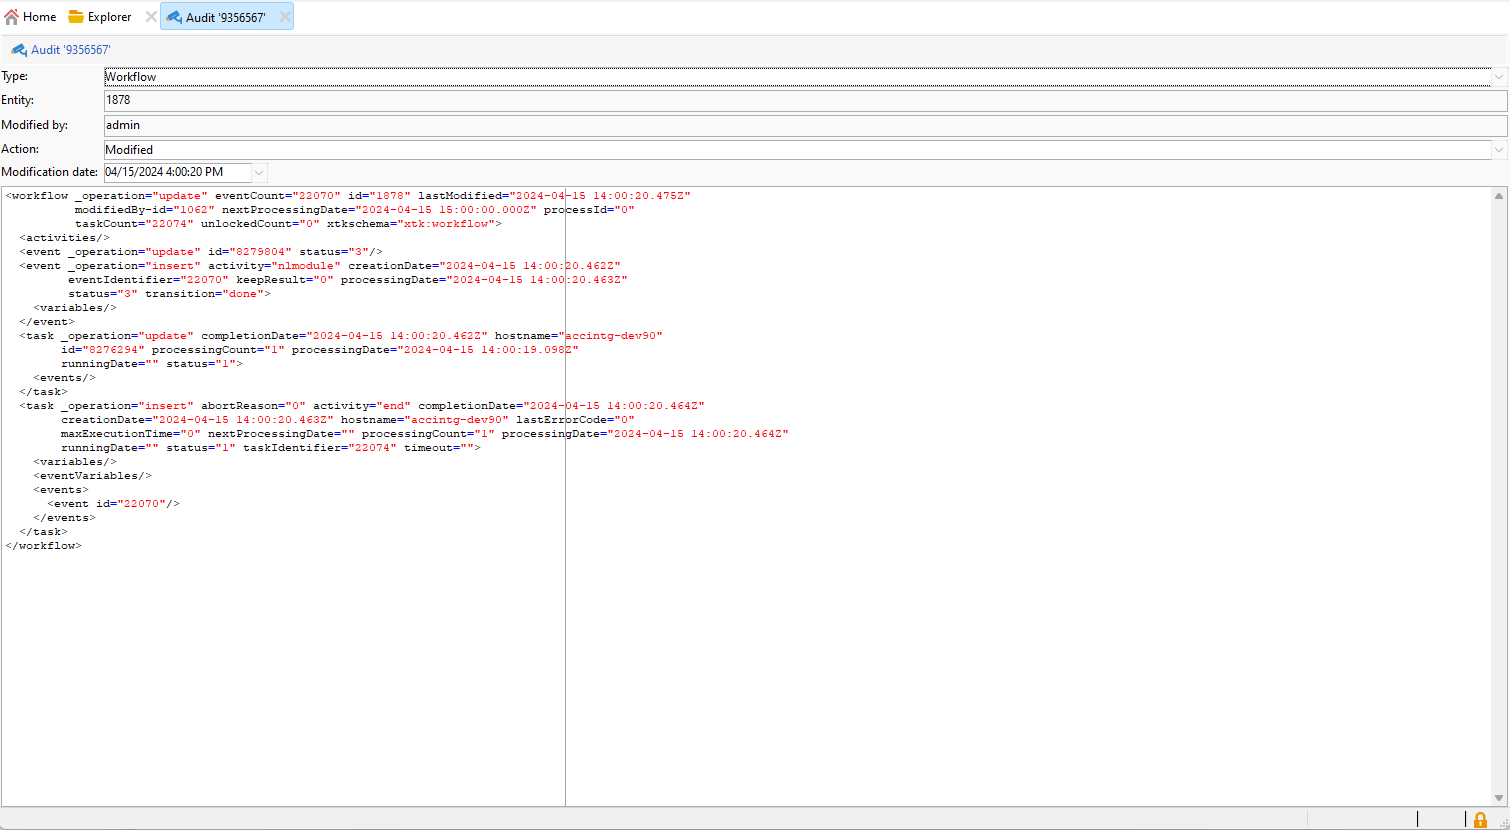 Home Explorer Audit '9356567'
Audit '9356567'
Type: Workflow
Entity: 1878
Modified by: admin
Action: Modified
Modification date: 04/15/2024 4:00:20 PM
<workflow _operation="update" eventCount="22070" id="1878" lastModified="2024-04-15 14:00:20.475Z"
modifiedBy-id="1062" nextProcessingDate="2024-04-15 15:00:00.000Z" processId="0"
taskCount="22074" unlockedCount="0" xtkschema="xtk:workflow">
<activities/>
<event _operation="update" id="8279804" status="3"/>
<event _operation="insert" activity="nlmodule" creationDate="2024-04-15 14:00:20.462Z"
eventIdentifier="22070" keepResult="0" processingDate="2024-04-15 14:00:20.463Z"
status="3" transition="done">
<variables/>
</event>
<task _operation="update" completionDate="2024-04-15 14:00:20.462Z" hostname="accintg-dev90"
id="8276294" processingCount="1" processingDate="2024-04-15 14:00:19.098Z"
runningDate="" status="1">
<events/>
</task>
<task _operation="insert" abortReason="0" activity="end" completionDate="2024-04-15 14:00:20.464Z"
creationDate="2024-04-15 14:00:20.463Z" hostname="accintg-dev90" lastErrorCode="0"
maxExecutionTime="0" nextProcessingDate="" processingCount="1" processingDate="2024-04-15 14:00:20.464Z"
runningDate="" status="1" taskIdentifier="22074" timeout="">
<variables/>
<eventVariables/>
<events>
<event id="22070"/>
</events>
</task>
</workflow>